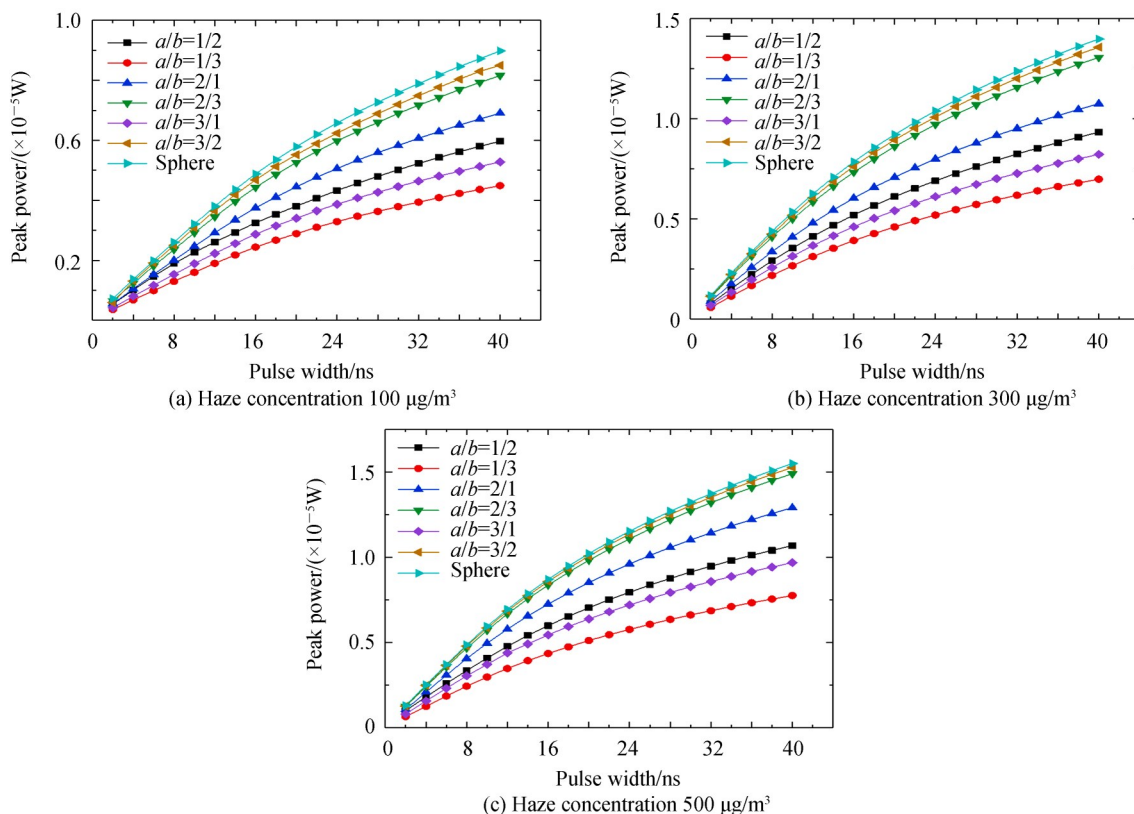 1.0
0.6
0.2
Peak power/(×10⁻⁵W)
a/b=1/2
a/b=1/3
a/b=2/1
a/b=2/3
a/b=3/1
a/b=3/2
Sphere
0 8 16 24 32 40
Pulse width/ns
(a) Haze concentration 100 μg/m³
1.5
1.0
0.5
0
Peak power/(×10⁻⁵W)
a/b=1/2
a/b=1/3
a/b=2/1
a/b=2/3
a/b=3/1
a/b=3/2
Sphere
0 8 16 24 32 40
Pulse width/ns
(b) Haze concentration 300 μg/m³
1.5
1.0
0.5
0
Peak power/(×10⁻⁵W)
a/b=1/2
a/b=1/3
a/b=2/1
a/b=2/3
a/b=3/1
a/b=3/2
Sphere
0 8 16 24 32 40
Pulse width/ns
(c) Haze concentration 500 μg/m³